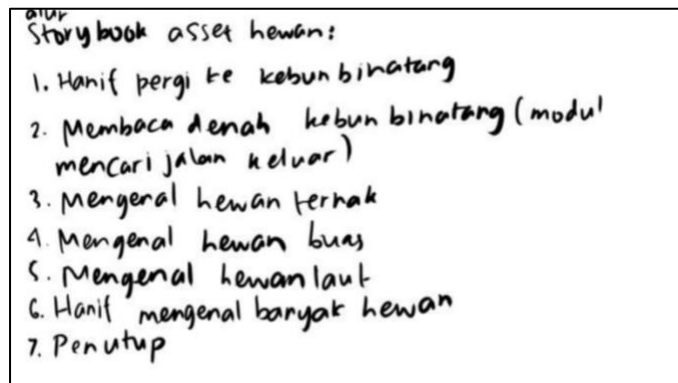 alur
Storybook asset hewan:
1. Hanif pergi ke kebun binatang
2. Membaca denah kebun binatang (modul
mencari jalan keluar)
3. Mengenal hewan ternak
4. Mengenal hewan buas
5. Mengenal hewan laut
6. Hanif mengenal banyak hewan
7. Penutup